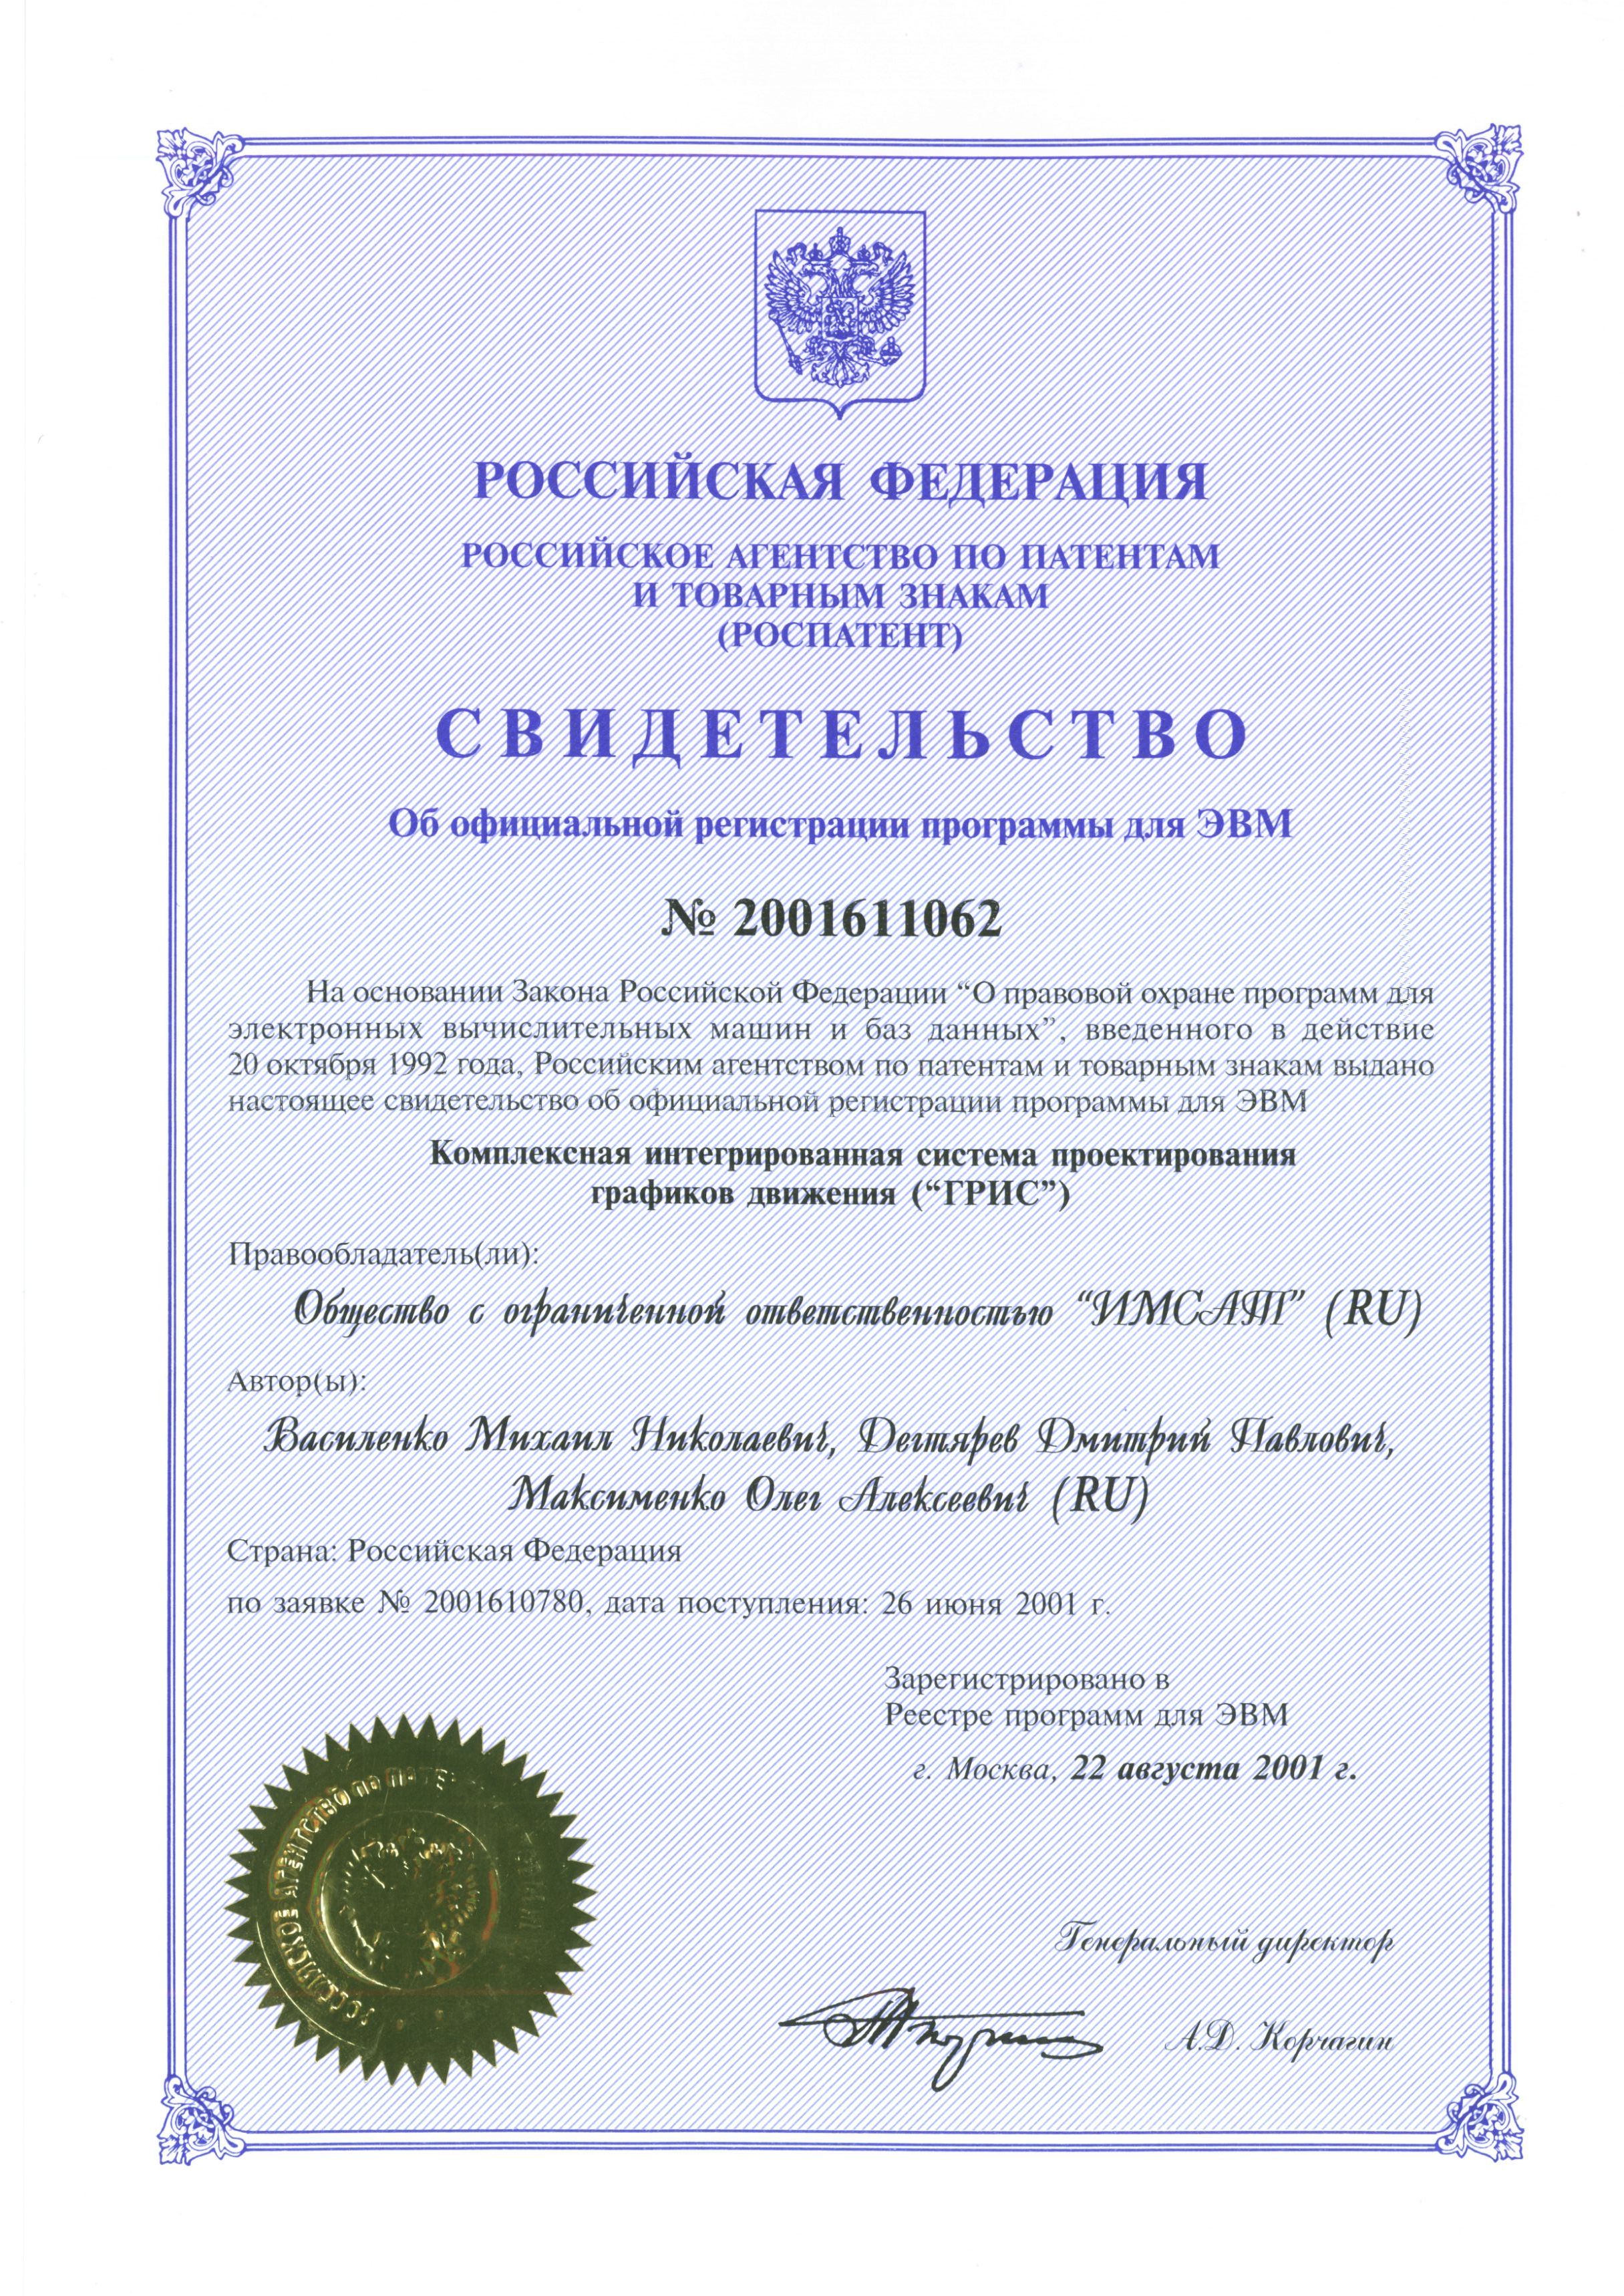 РОССИЙСКАЯ ФЕДЕРАЦИЯ
РОССИЙСКОЕ АГЕНТСТВО ПО ПАТЕНТАМ
И ТОВАРНЫМ ЗНАКАМ
(РОСПАТЕНТ)
СВИДЕТЕЛЬСТВО
Об официальной регистрации программы для ЭВМ
№ 2001611062
На основании Закона Российской Федерации “О правовой охране программ для
электронных вычислительных машин и баз данных”, введенного в действие
20 октября 1992 года, Российским агентством по патентам и товарным знакам выдано
настоящее свидетельство об официальной регистрации программы для ЭВМ
Комплексная интегрированная система проектирования
графиков движения (“ГРИС”)
Правообладатель(ли):
Общество с ограниченной ответственностью “ИМСАТ” (RU)
Автор(ы):
Василенко Михаил Николаевич, Дегтярев Дмитрий Павлович,
Максименко Олег Алексеевич (RU)
Страна: Российская Федерация
по заявке № 2001610780, дата поступления: 26 июня 2001 г.
Зарегистрировано в
Реестре программ для ЭВМ
г. Москва, 22 августа 2001 г.
РОССИЙСКОЕ АГЕНТСТВО ПО
Генеральный директор
А.Д. Корчагин